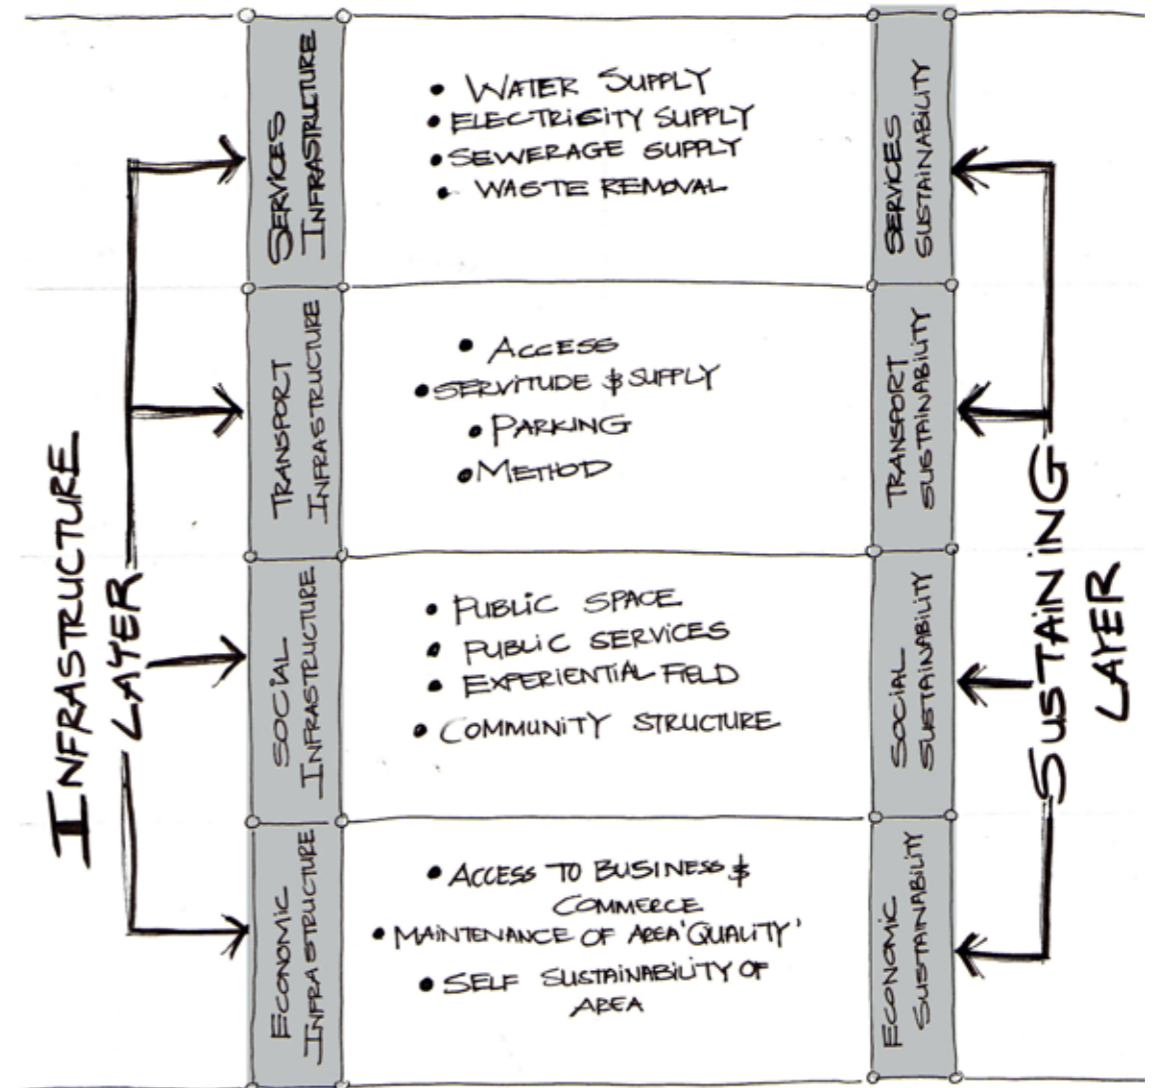 INFRASTRUCTURE
LAYER
SERVICES
INFRASTRUCTURE
• WATER SUPPLY
• ELECTRICITY SUPPLY
• SEWERAGE SUPPLY
• WASTE REMOVAL
SERVICES
SUSTAINABILITY
TRANSPORT
INFRASTRUCTURE
• ACCESS
• SERVITUDE & SUPPLY
• PARKING
• METHOD
TRANSPORT
SUSTAINABILITY
SOCIAL
INFRASTRUCTURE
• PUBLIC SPACE
• PUBLIC SERVICES
• EXPERIENTIAL FIELD
• COMMUNITY STRUCTURE
SOCIAL
SUSTAINABILITY
ECONOMIC
INFRASTRUCTURE
• ACCESS TO BUSINESS &
COMMERCE
• MAINTENANCE OF AREA 'QUALITY'
• SELF SUSTAINABILITY OF
AREA
ECONOMIC
SUSTAINABILITY
SUSTAINING
LAYER